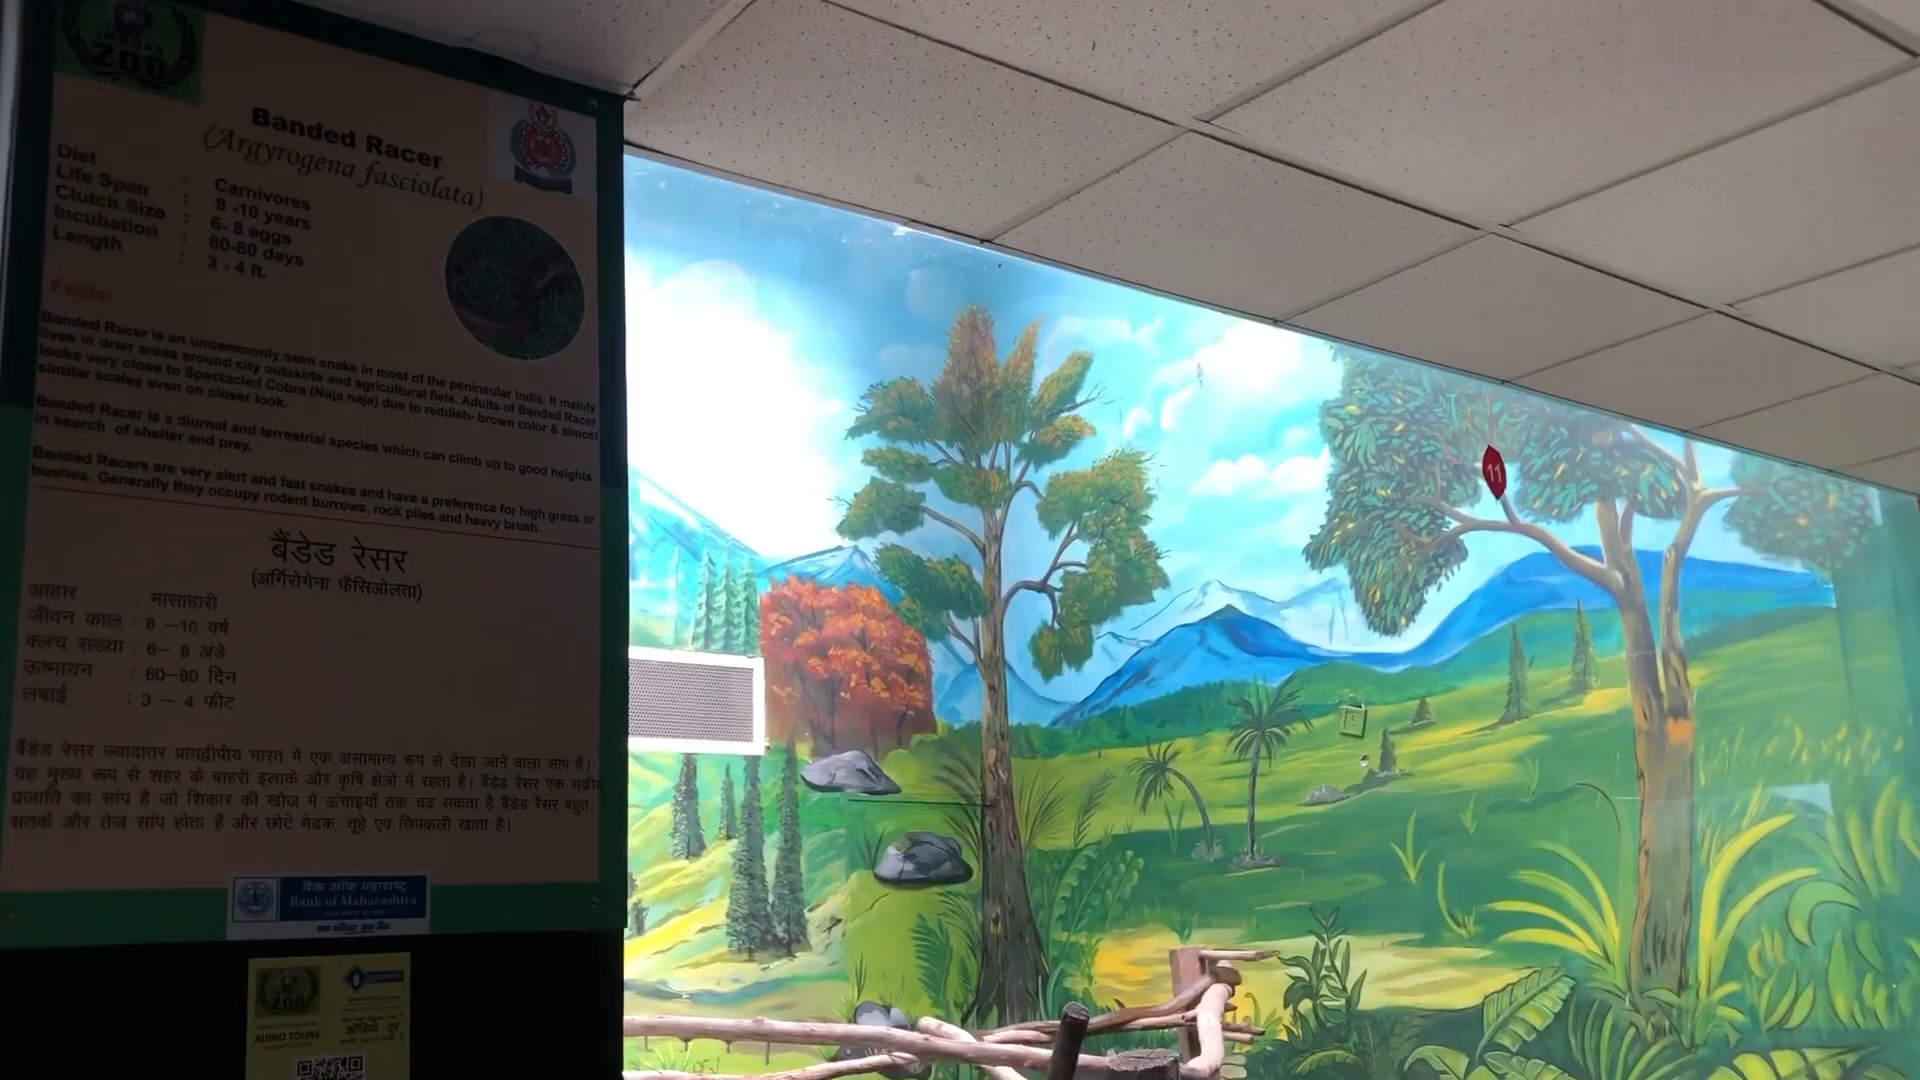 ZOO
Banded Racer
(Argyrogena fasciolata)
Diet : Carnivores
Life Span : 8 -10 years
Clutch Size : 6- 8 eggs
Incubation : 60-80 days
Length : 3 - 4 ft.
Facts:
Banded Racer is an uncommonly seen snake in most of the peninsular India. It mainly
lives in drier areas around city outskirts and agricultural fiels. Adults of Banded Racer
looks very close to Spectacled Cobra (Naja naja) due to reddish- brown color & almost
similar scales even on closer look.
Banded Racer is a diurnal and terrestrial species which can climb up to good heights
in search of shelter and prey.
Banded Racers are very alert and fast snakes and have a preference for high grass or
bushes. Generally they occupy rodent burrows, rock piles and heavy brush.
बैंडेड रेसर
(अर्गिरोगेना फॅसिओलता)
आहार : मासाहारी
जीवन काल : 8 –10 वर्ष
क्लच संख्या : 6– 8 अंडे
ऊष्मायन : 60–80 दिन
लबाई : 3 – 4 फीट
बैंडेड रेसर ज्यादातर प्रायद्वीपीय भारत में एक असामान्य रूप से देखा जाने वाला साप है।
यह मुख्य रूप से शहर के बाहरी इलाके और कृषि क्षेत्रों में रहता है। बैंडेड रेसर एक
प्रजाति का सांप है जो शिकार की खोज में ऊंचाइयों तक चढ़ सकता है बैंडेड रेसर बहुत
सतर्क और तेज सांप होता है और छोटे मेढक, चूहे एवं छिपकली खाता है।
बैंक ऑफ महाराष्ट्र
Bank of Maharashtra
ZOO
AUDIO TOURS
ऑडियो टूर
11